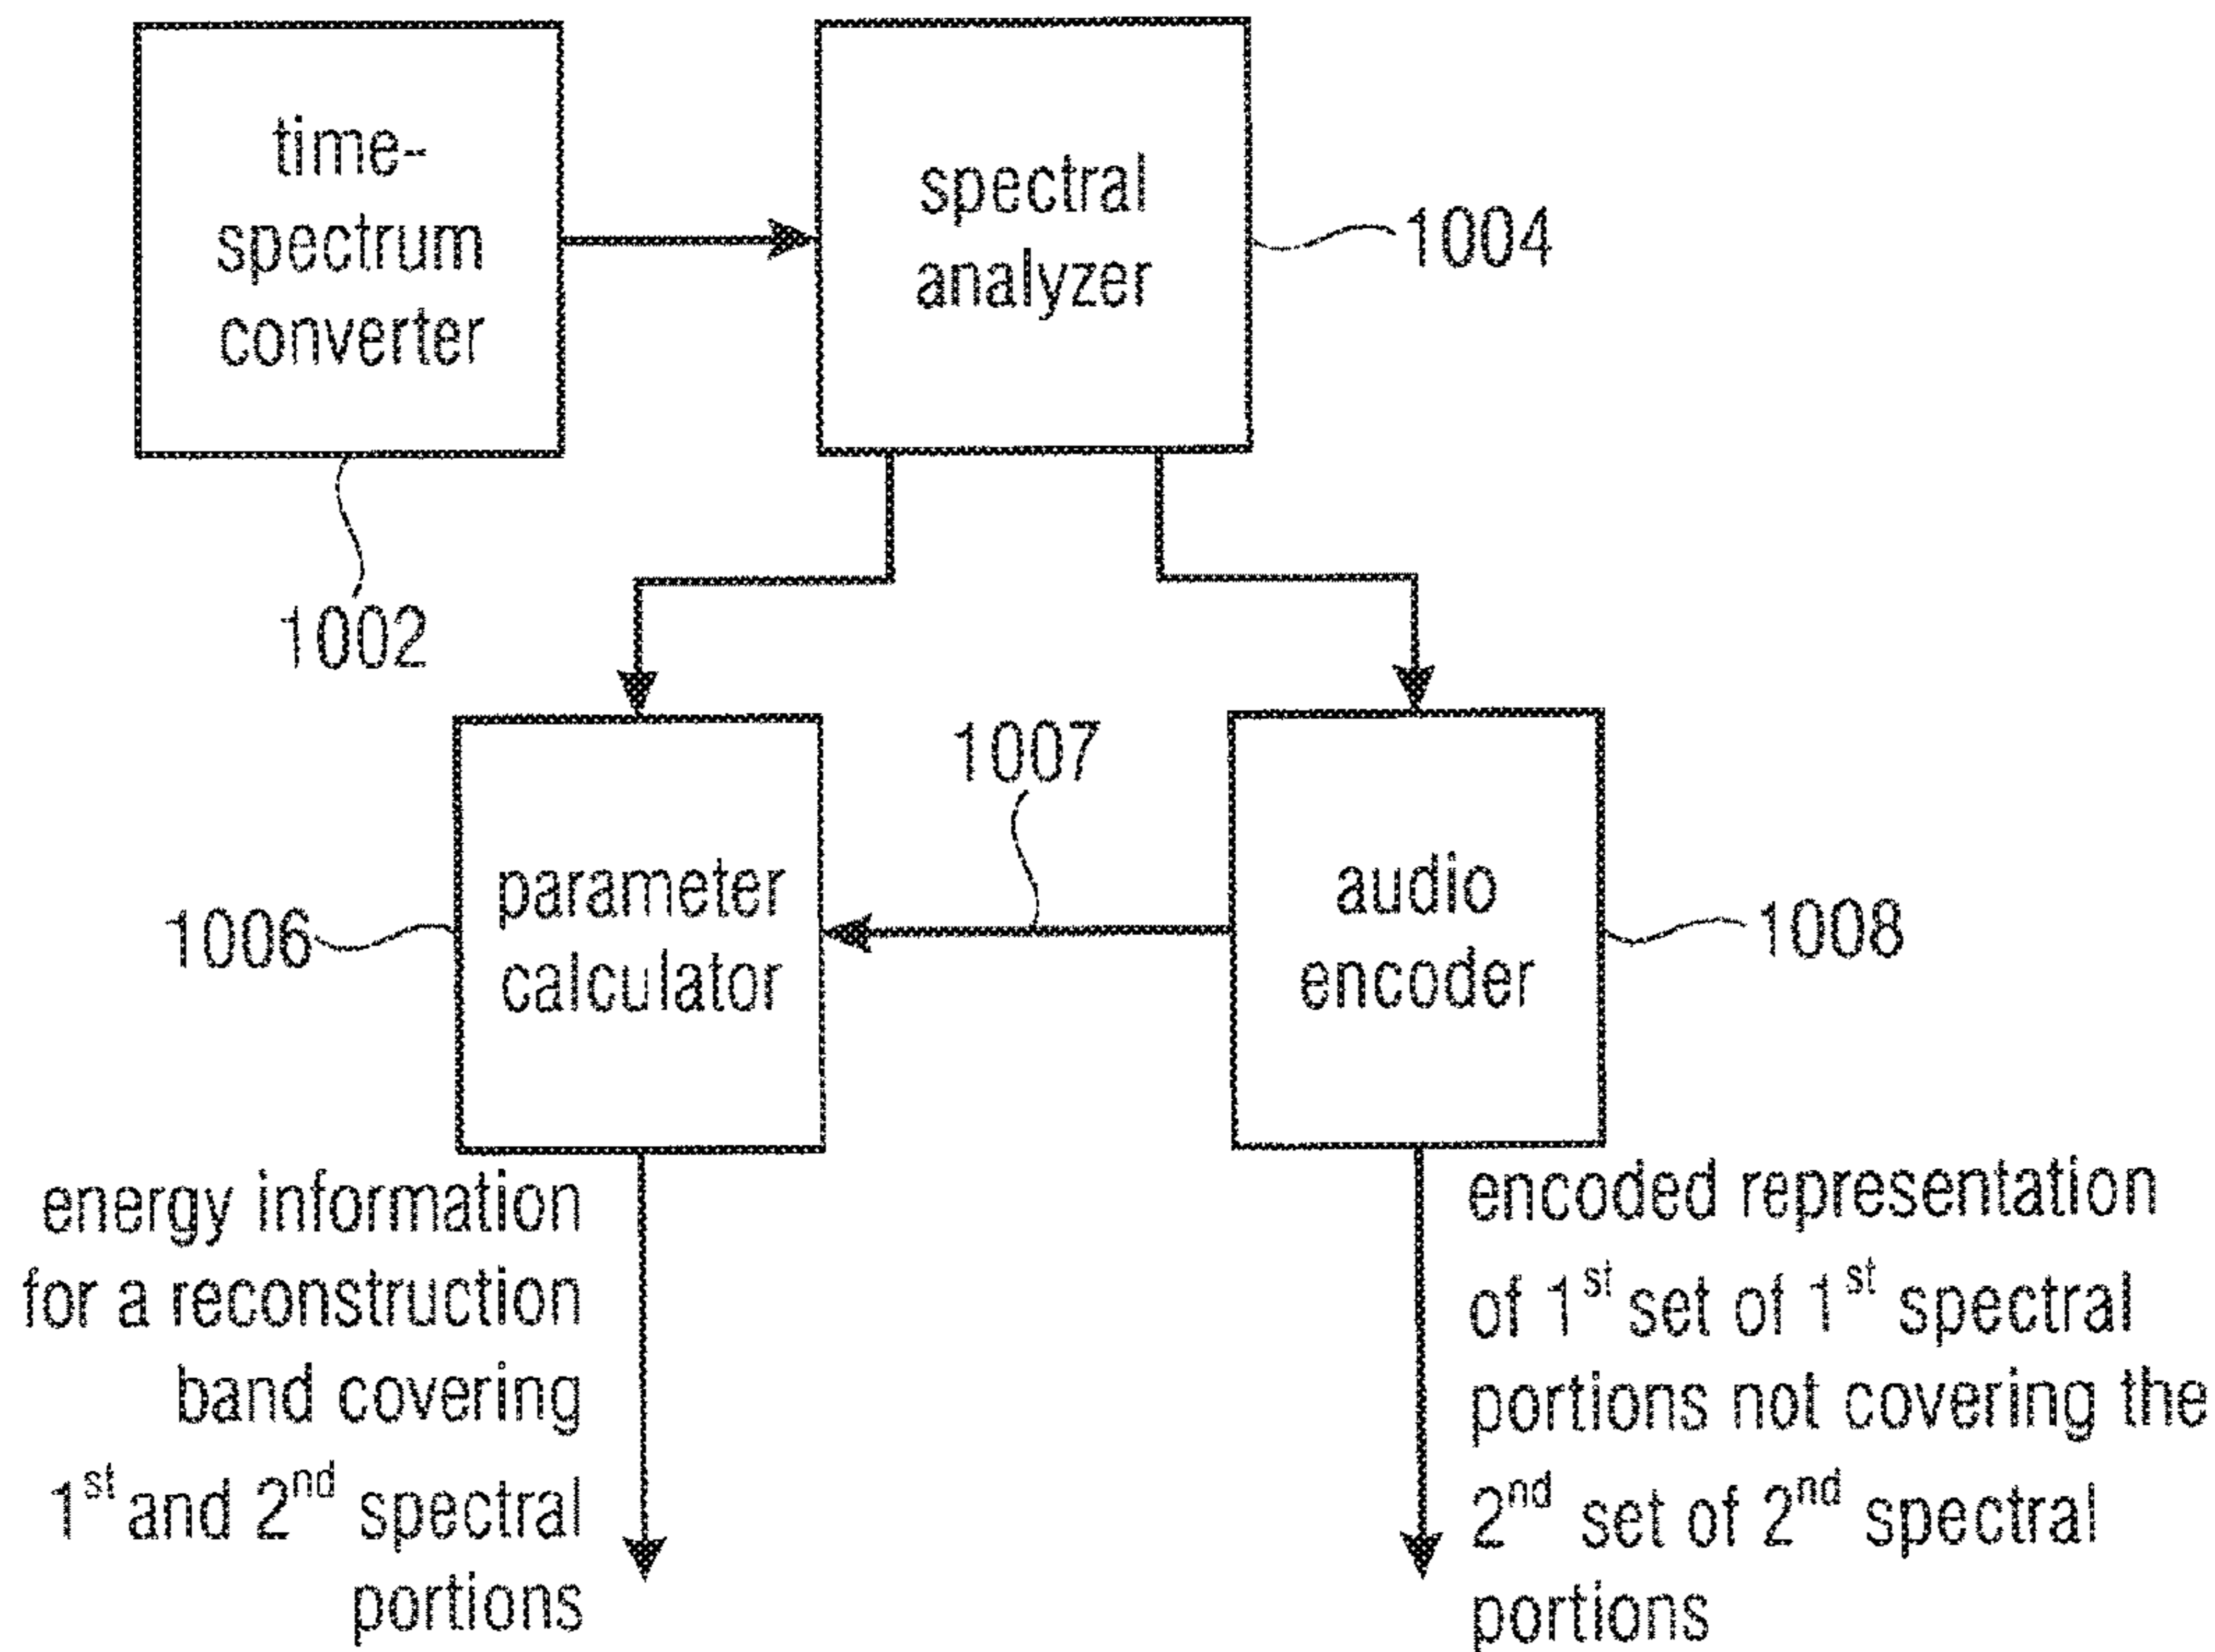 time-
spectrum
converter
spectral
analyzer
1004
1002
1007
parameter
calculator
1006
audio
encoder
1008
energy information
for a reconstruction
band covering
1st and 2nd spectral
portions
encoded representation
of 1st set of 1st spectral
portions not covering the
2nd set of 2nd spectral
portions